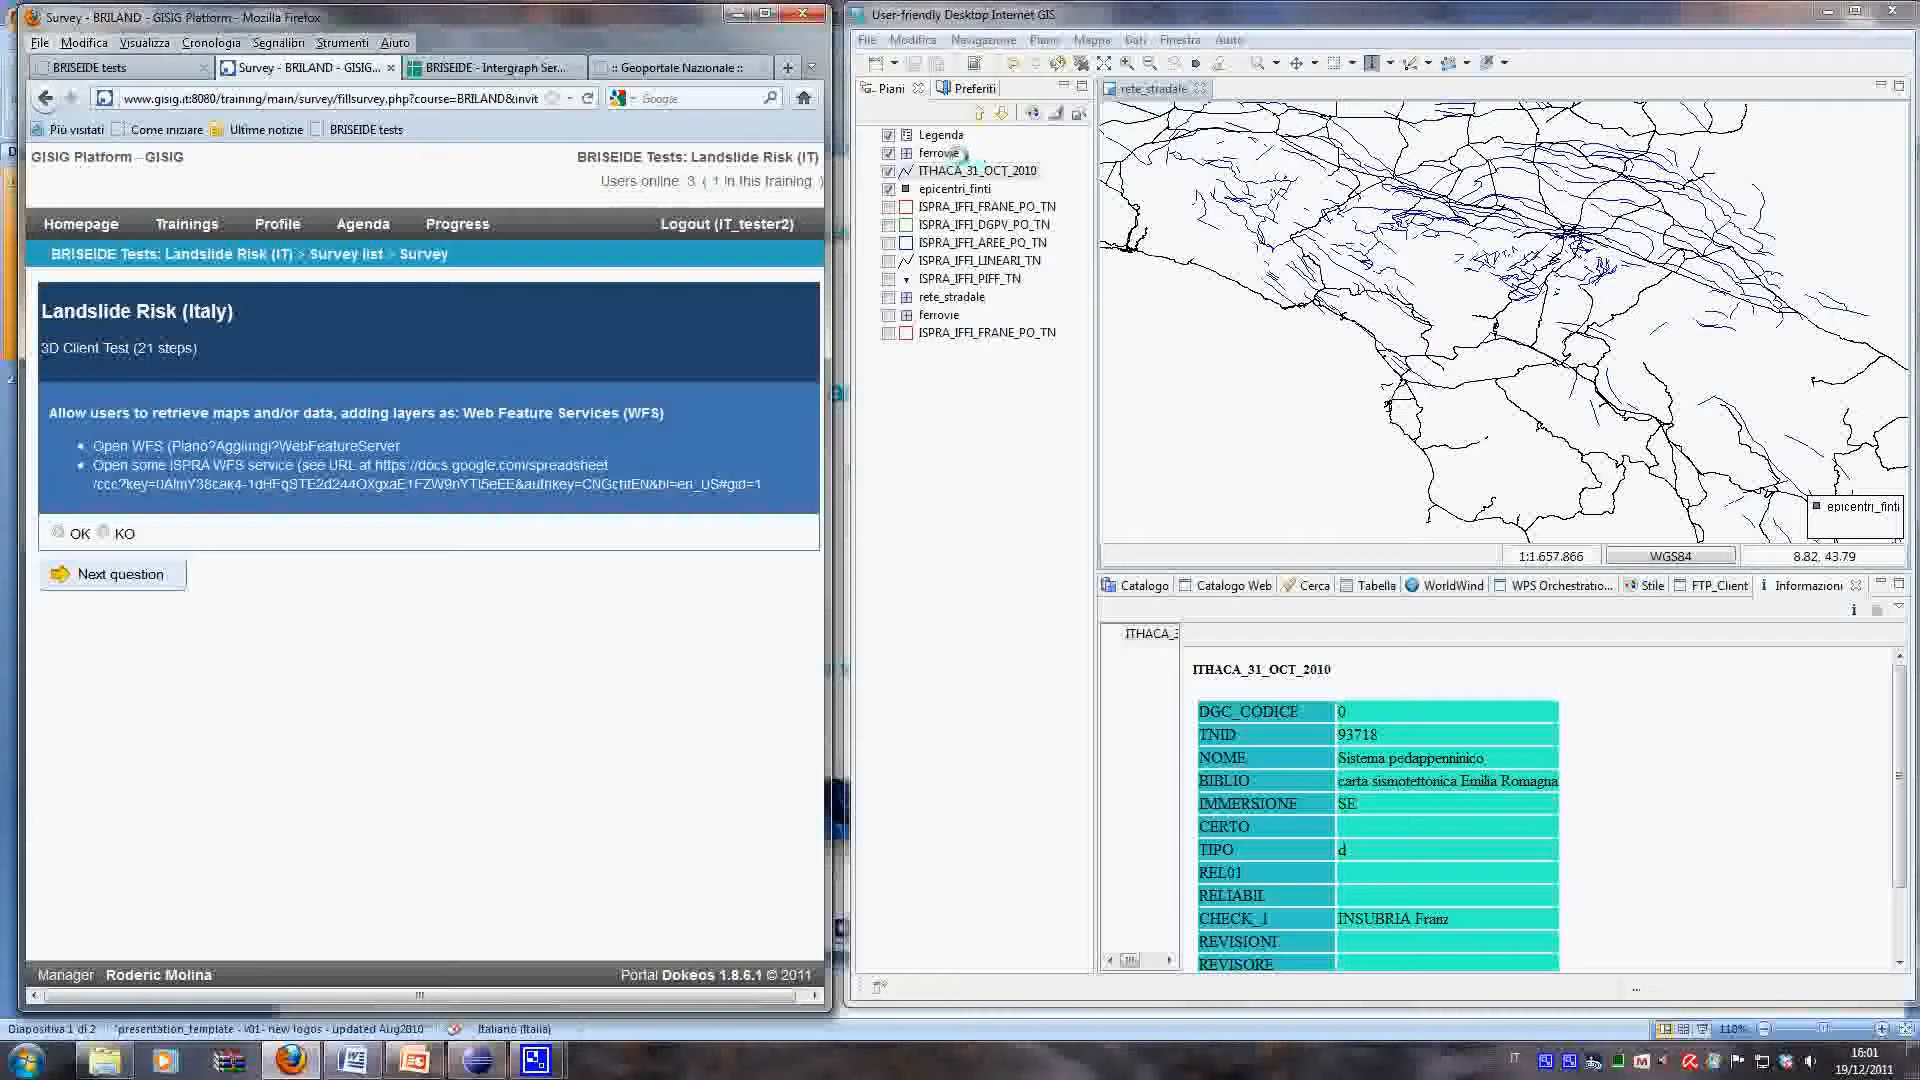 Survey - BRILAND - GISIG Platform - Mozilla Firefox
File Modifica Visualizza Cronologia Segnalibri Strumenti Aiuto
BRISEIDE tests
Survey - BRILAND - GISIG...
BRISEIDE - Intergraph Ser...
:: Geoportale Nazionale ::
www.gisig.it:8080/training/main/survey/fillsurvey.php?course=BRILAND&invit
Google
Più visitati Come iniziare Ultime notizie BRISEIDE tests
GISIG Platform - GISIG
BRISEIDE Tests: Landslide Risk (IT)
Users online: 3 ( 1 in this training )
Homepage Trainings Profile Agenda Progress Logout (IT_tester2)
BRISEIDE Tests: Landslide Risk (IT) > Survey list > Survey
Landslide Risk (Italy)
3D Client Test (21 steps)
Allow users to retrieve maps and/or data, adding layers as: Web Feature Services (WFS)
Open WFS (Piano?Aggiungi?WebFeatureServer
Open some ISPRA WFS service (see URL at https://docs.google.com/spreadsheet
OK KO
Next question
Manager Roderic Molina
Portal Dokeos 1.8.6.1 © 2011
User-friendly Desktop Internet GIS
File Modifica Navigazione Piano Mappa Dati Finestra Aiuto
Piani
Preferiti
Legenda
ferrovie
ITHACA_31_OCT_2010
epicentri_finti
ISPRA_IFFI_FRANE_PO_TN
ISPRA_IFFI_DGPV_PO_TN
ISPRA_IFFI_AREE_PO_TN
ISPRA_IFFI_LINEARI_TN
ISPRA_IFFI_PIFF_TN
rete_stradale
ferrovie
ISPRA_IFFI_FRANE_PO_TN
rete_stradale
epicentri_finti
1:1.657.866
WGS84
8.82, 43.79
Catalogo Catalogo Web Cerca Tabella WorldWind WPS Orchestratio... Stile FTP_Client Informazioni
ITHACA_3
ITHACA_31_OCT_2010
DGC_CODICE 0
TNID 93718
NOME Sistema pedappenninico
BIBLIO carta sismotettonica Emilia Romagna
IMMERSIONE SE
CERTO
TIPO d
REL01
RELIABIL
CHECK_1 INSUBRIA Franz
REVISIONI
REVISORE
...
Diapositiva 1 di 2
"presentation_template - v01- new logos - updated Aug2010
Italiano (Italia)
110%
IT
16:01
19/12/2011